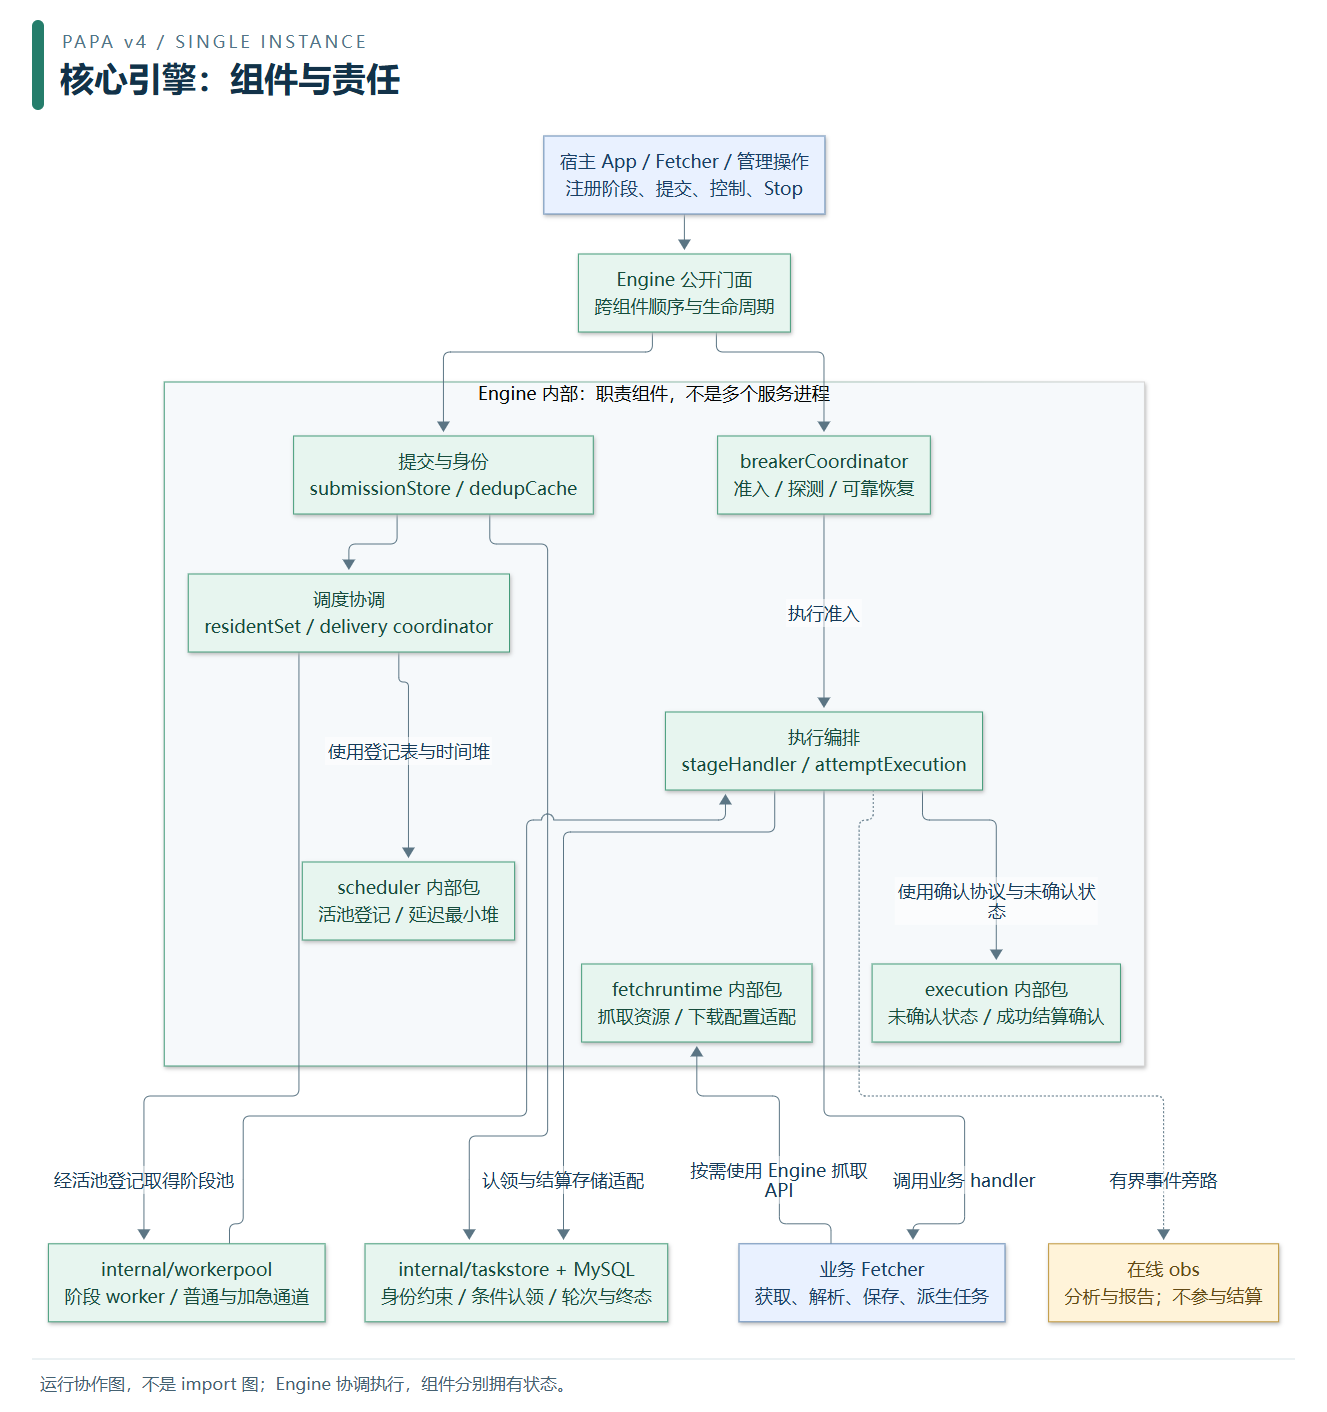 PAPA v4 / SINGLE INSTANCE
核心引擎：组件与责任
宿主 App / Fetcher / 管理操作
注册阶段、提交、控制、Stop
Engine 公开门面
跨组件顺序与生命周期
Engine 内部：职责组件，不是多个服务进程
提交与身份
submissionStore / dedupCache
breakerCoordinator
准入 / 探测 / 可靠恢复
调度协调
residentSet / delivery coordinator
执行准入
执行编排
stageHandler / attemptExecution
使用登记表与时间堆
scheduler 内部包
活池登记 / 延迟最小堆
使用确认协议与未确认状
态
fetchruntime 内部包
抓取资源 / 下载配置适配
execution 内部包
未确认状态 / 成功结算确认
经活池登记取得阶段池
认领与结算存储适配
按需使用 Engine 抓取
API
调用业务 handler
有界事件旁路
internal/workerpool
阶段 worker / 普通与加急通道
internal/taskstore + MySQL
身份约束 / 条件认领 / 轮次与终态
业务 Fetcher
获取、解析、保存、派生任务
在线 obs
分析与报告；不参与结算
运行协作图，不是 import 图；Engine 协调执行，组件分别拥有状态。